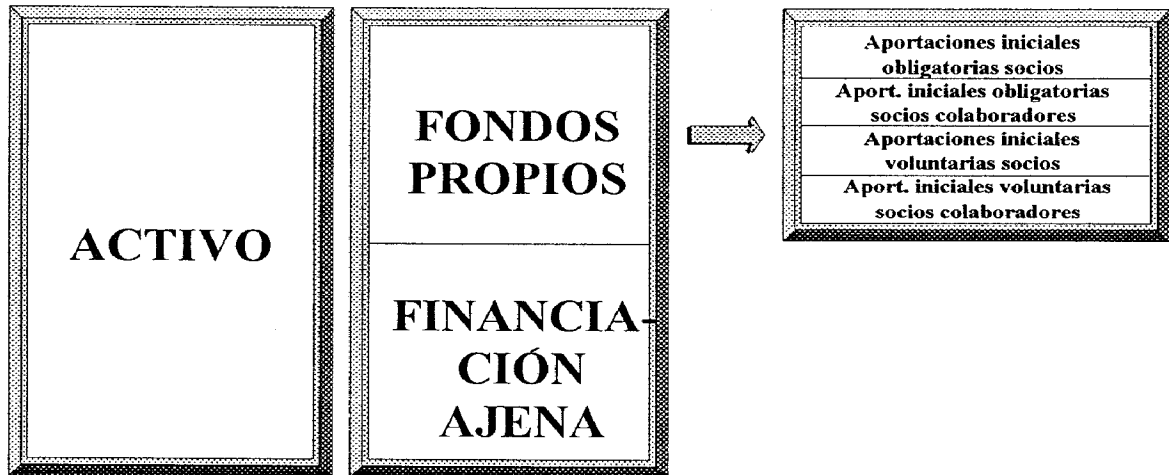 ACTIVO
FONDOS
PROPIOS
FINANCIA-
CIÓN
AJENA
Aportaciones iniciales
obligatorias socios
Aport. iniciales obligatorias
socios colaboradores
Aportaciones iniciales
voluntarias socios
Aport. iniciales voluntarias
socios colaboradores